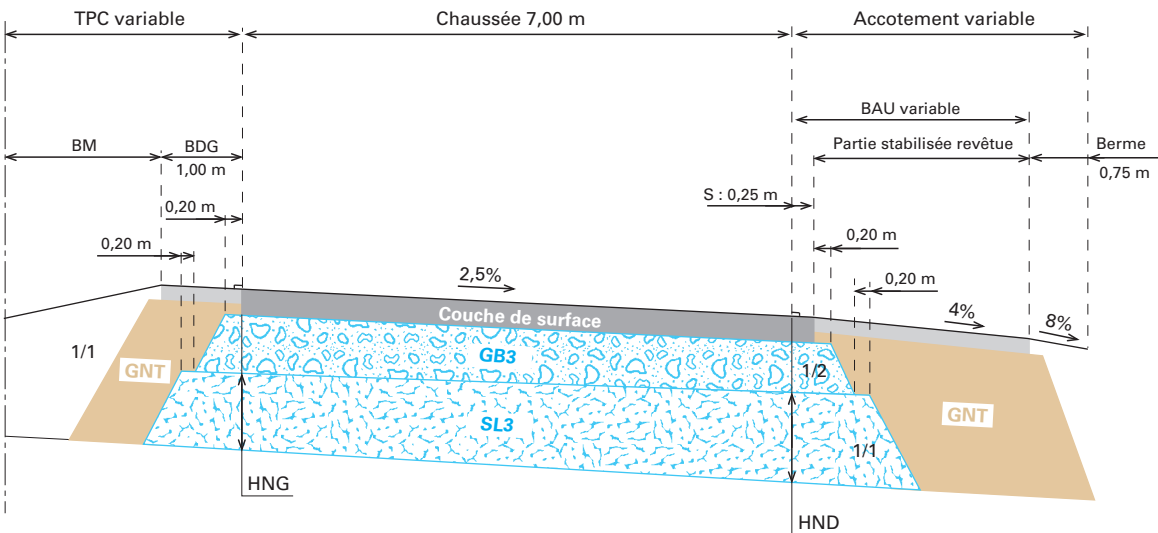 TPC variable
Chaussée 7,00 m
Accotement variable
BAU variable
BM
BDG
1,00 m
Partie stabilisée revêtue
Berme
0,75 m
S : 0,25 m
0,20 m
0,20 m
0,20 m
0,20 m
2,5%
4%
8%
Couche de surface
GB3
1/2
1/1
GNT
SL3
GNT
1/1
HNG
HND